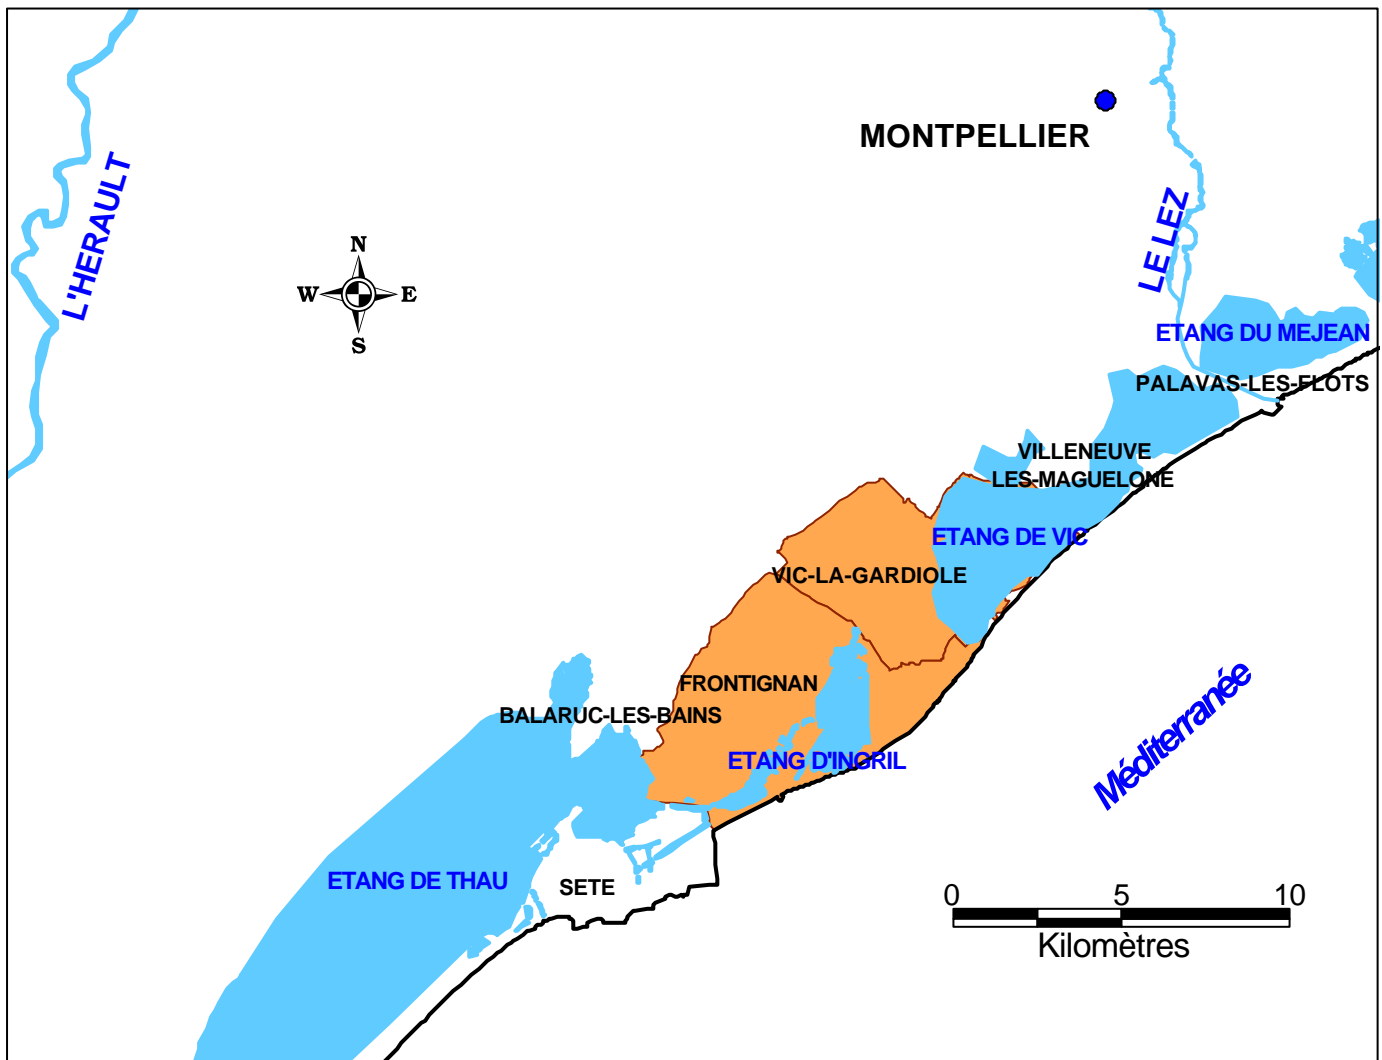 MONTPELLIER
L'HERAULT
LE LEZ
N
W E
S
ETANG DU MEJEAN
PALAVAS-LES-FLOTS
VILLENEUVE
LES-MAGUELONE
ETANG DE VIC
VIC-LA-GARDIOLE
FRONTIGNAN
BALARUC-LES-BAINS
ETANG D'INGRIL
Méditerranée
ETANG DE THAU
SETE
0 5 10
Kilomètres